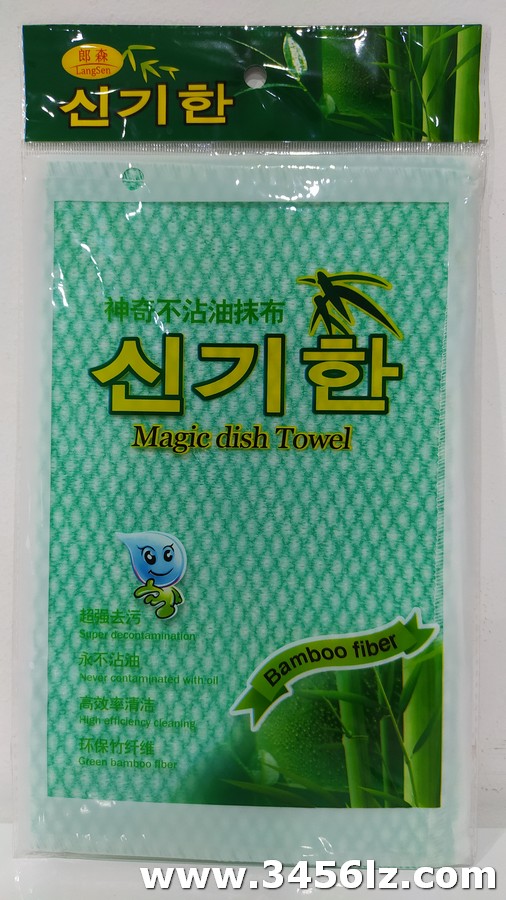 郎森
LangSen
신기한
神奇不沾油抹布
신기한
Magic dish Towel
超强去污
Super decontamination
永不沾油
Never contaminated with oil
高效率清洁
High efficiency cleaning
环保竹纤维
Green bamboo fiber
Bamboo fiber
www.3456lz.com